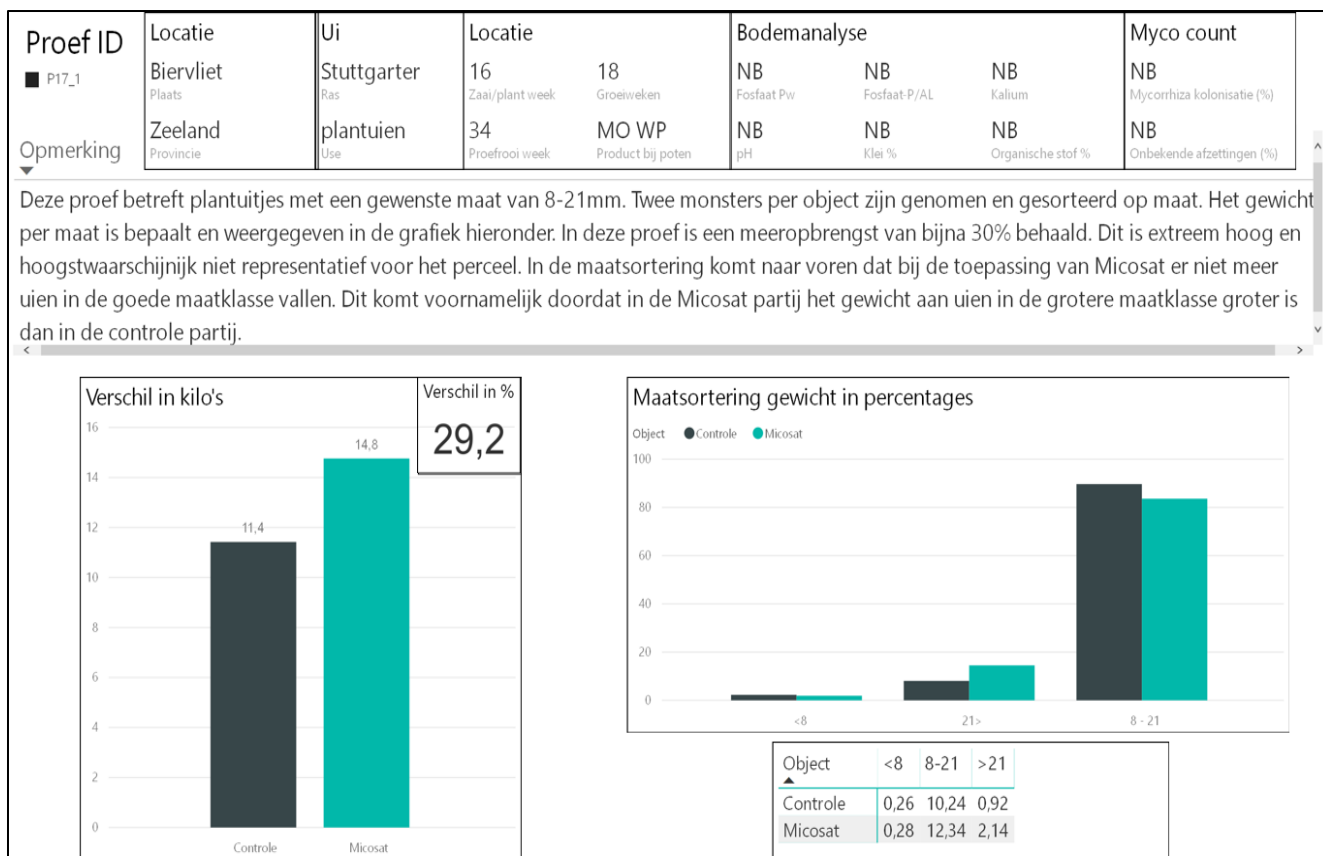 Proef ID
P17_1
Opmerking
Locatie
Biervliet
Plaats
Zeeland
Provincie
Ui
Stuttgarter
Ras
plantuien
Use
Locatie
16 18
Zaai/plant week Groeiweken
34 MO WP
Proefrooi week Product bij poten
Bodemanalyse
NB NB NB
Fosfaat Pw Fosfaat-P/AL Kalium
NB NB NB
pH Klei % Organische stof %
Myco count
NB
Mycorrhiza kolonisatie (%)
NB
Onbekende afzettingen (%)
Deze proef betreft plantuitjes met een gewenste maat van 8-21mm. Twee monsters per object zijn genomen en gesorteerd op maat. Het gewicht
per maat is bepaalt en weergegeven in de grafiek hieronder. In deze proef is een meeropbrengst van bijna 30% behaald. Dit is extreem hoog en
hoogstwaarschijnijk niet representatief voor het perceel. In de maatsortering komt naar voren dat bij de toepassing van Micosat er niet meer
uien in de goede maatklasse vallen. Dit komt voornamelijk doordat in de Micosat partij het gewicht aan uien in de grotere maatklasse groter is
dan in de controle partij.
Verschil in kilo's
Verschil in %
29,2
16
14
12
10
8
6
4
2
0
11,4
14,8
Controle Micosat
Maatsortering gewicht in percentages
Object Controle Micosat
100
80
60
40
20
0
<8 21> 8 - 21
Object <8 8-21 >21
Controle 0,26 10,24 0,92
Micosat 0,28 12,34 2,14